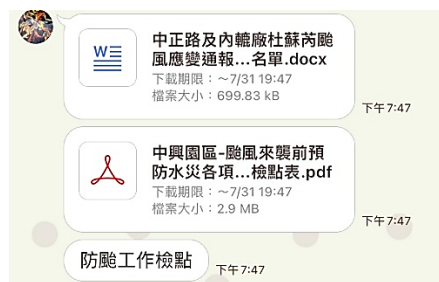 中正路及內轆廠杜蘇芮颱
風應變通報...名單.docx
下載期限：~7/31 19:47
檔案大小：699.83 kB
下午7:47
中興園區-颱風來襲前預
防水災各項...檢點表.pdf
下載期限：~7/31 19:47
檔案大小：2.9 MB
下午7:47
防颱工作檢點
下午7:47